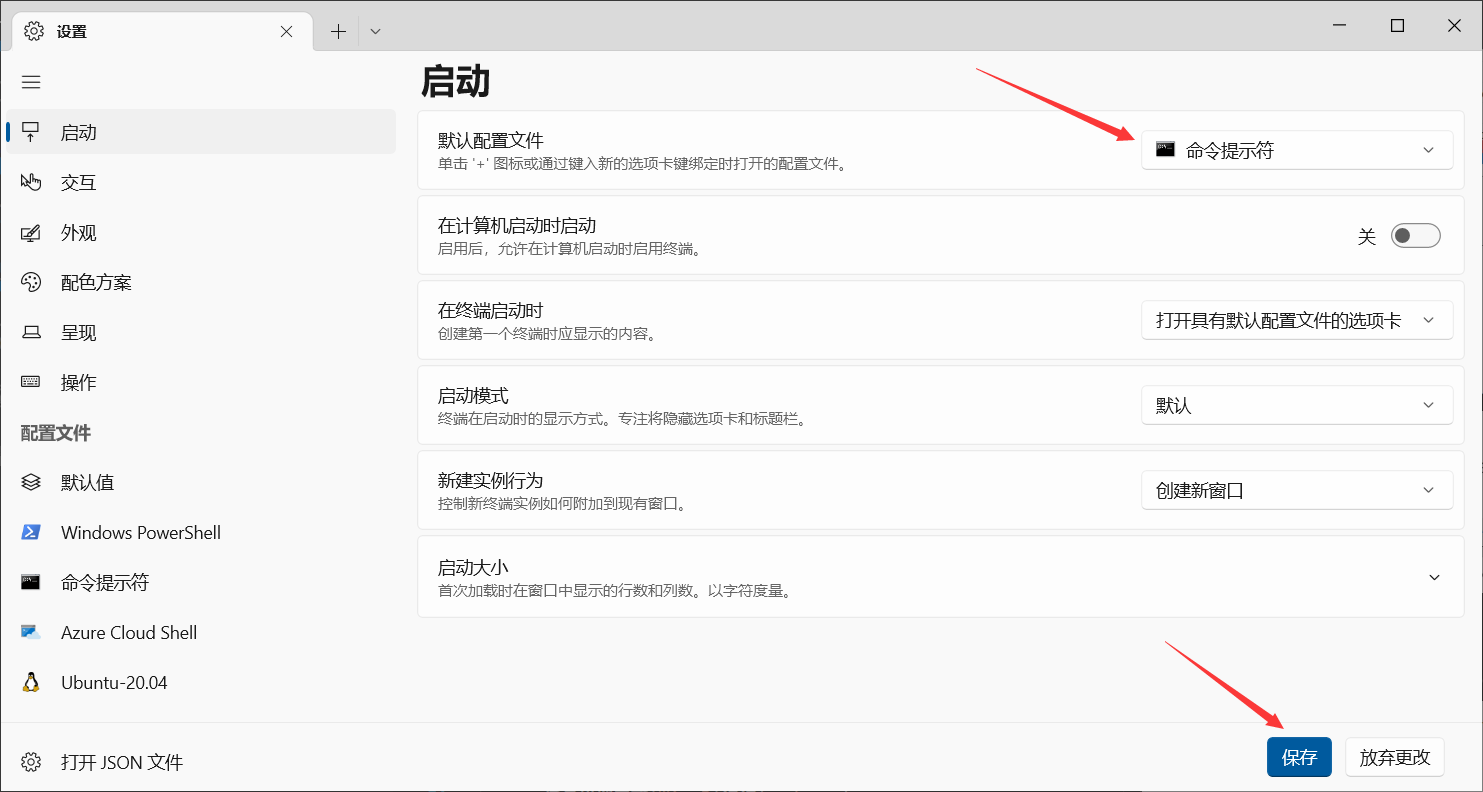 设置
启动
交互
外观
配色方案
呈现
操作
配置文件
默认值
Windows PowerShell
命令提示符
Azure Cloud Shell
Ubuntu-20.04
打开 JSON 文件
启动
默认配置文件
单击 '+' 图标或通过键入新的选项卡键绑定时打开的配置文件。
命令提示符
在计算机启动时启动
启用后，允许在计算机启动时启用终端。
关
在终端启动时
创建第一个终端时应显示的内容。
打开具有默认配置文件的选项卡
启动模式
终端在启动时的显示方式。专注将隐藏选项卡和标题栏。
默认
新建实例行为
控制新终端实例如何附加到现有窗口。
创建新窗口
启动大小
首次加载时在窗口中显示的行数和列数。以字符度量。
保存
放弃更改